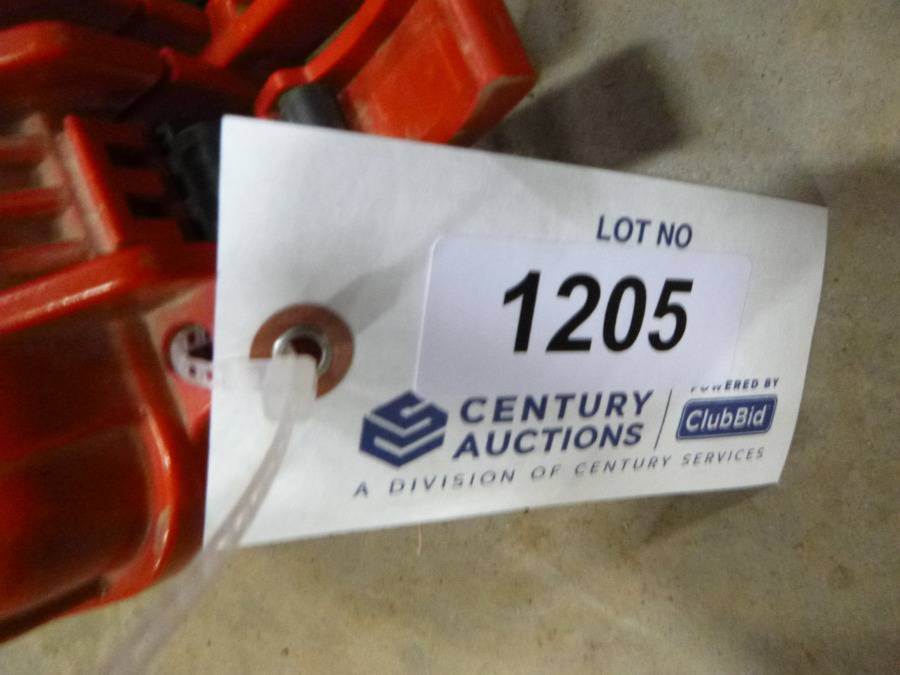 LOT NO
1205
CENTURY AUCTIONS
POWERED BY
ClubBid
A DIVISION OF CENTURY SERVICES